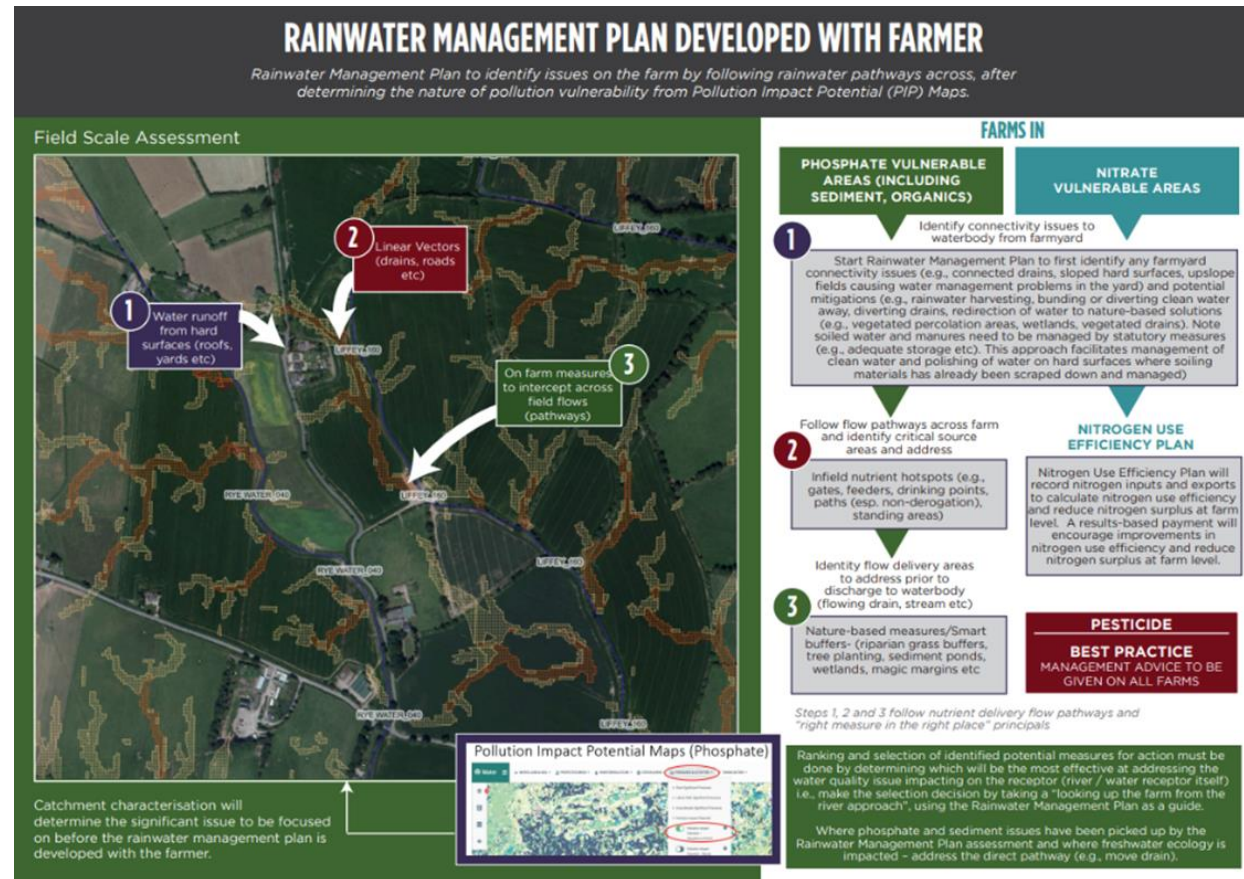 RAINWATER MANAGEMENT PLAN DEVELOPED WITH FARMER
Rainwater Management Plan to identify issues on the farm by following rainwater pathways across, after
determining the nature of pollution vulnerability from Pollution Impact Potential (PIP) Maps.
Field Scale Assessment
LIFFEY_160
2
Linear Vectors
(drains, roads
etc)
1
Water runoff
from hard
surfaces (roofs,
yards etc)
LIFFEY_160
3
On farm measures
to intercept across
field flows
(pathways)
RYE WATER_040
LIFFEY_160
RYE WATER_040
LIFFEY_160
RYE WATER_040
LIFFEY_160
Pollution Impact Potential Maps (Phosphate)
Water
Catchment characterisation will
determine the significant issue to be focused
on before the rainwater management plan is
developed with the farmer.
FARMS IN
PHOSPHATE VULNERABLE
AREAS (INCLUDING
SEDIMENT, ORGANICS)
NITRATE
VULNERABLE AREAS
1
Identify connectivity issues to
waterbody from farmyard
Start Rainwater Management Plan to first identify any farmyard
connectivity issues (e.g., connected drains, sloped hard surfaces, upslope
fields causing water management problems in the yard) and potential
mitigations (e.g., rainwater harvesting, bunding or diverting clean water
away, diverting drains, redirection of water to nature-based solutions
(e.g., vegetated percolation areas, wetlands, vegetated drains). Note
soiled water and manures need to be managed by statutory measures
(e.g., adequate storage etc). This approach facilitates management of
clean water and polishing of water on hard surfaces where soiling
materials has already been scraped down and managed)
Follow flow pathways across farm
and identify critical source
areas and address
2
Infield nutrient hotspots (e.g.,
gates, feeders, drinking points,
paths (esp. non-derogation),
standing areas)
NITROGEN USE
EFFICIENCY PLAN
Nitrogen Use Efficiency Plan will
record nitrogen inputs and exports
to calculate nitrogen use efficiency
and reduce nitrogen surplus at farm
level. A results-based payment will
encourage improvements in
nitrogen use efficiency and reduce
nitrogen surplus at farm level.
Identity flow delivery areas
to address prior to
discharge to waterbody
(flowing drain, stream etc)
3
Nature-based measures/Smart
buffers- (riparian grass buffers,
tree planting, sediment ponds,
wetlands, magic margins etc
PESTICIDE
BEST PRACTICE
MANAGEMENT ADVICE TO BE
GIVEN ON ALL FARMS
Steps 1, 2 and 3 follow nutrient delivery flow pathways and
"right measure in the right place" principals
Ranking and selection of identified potential measures for action must be
done by determining which will be the most effective at addressing the
water quality issue impacting on the receptor (river / water receptor itself)
i.e., make the selection decision by taking a "looking up the farm from the
river approach", using the Rainwater Management Plan as a guide.
Where phosphate and sediment issues have been picked up by the
Rainwater Management Plan assessment and where freshwater ecology is
impacted – address the direct pathway (e.g., move drain).